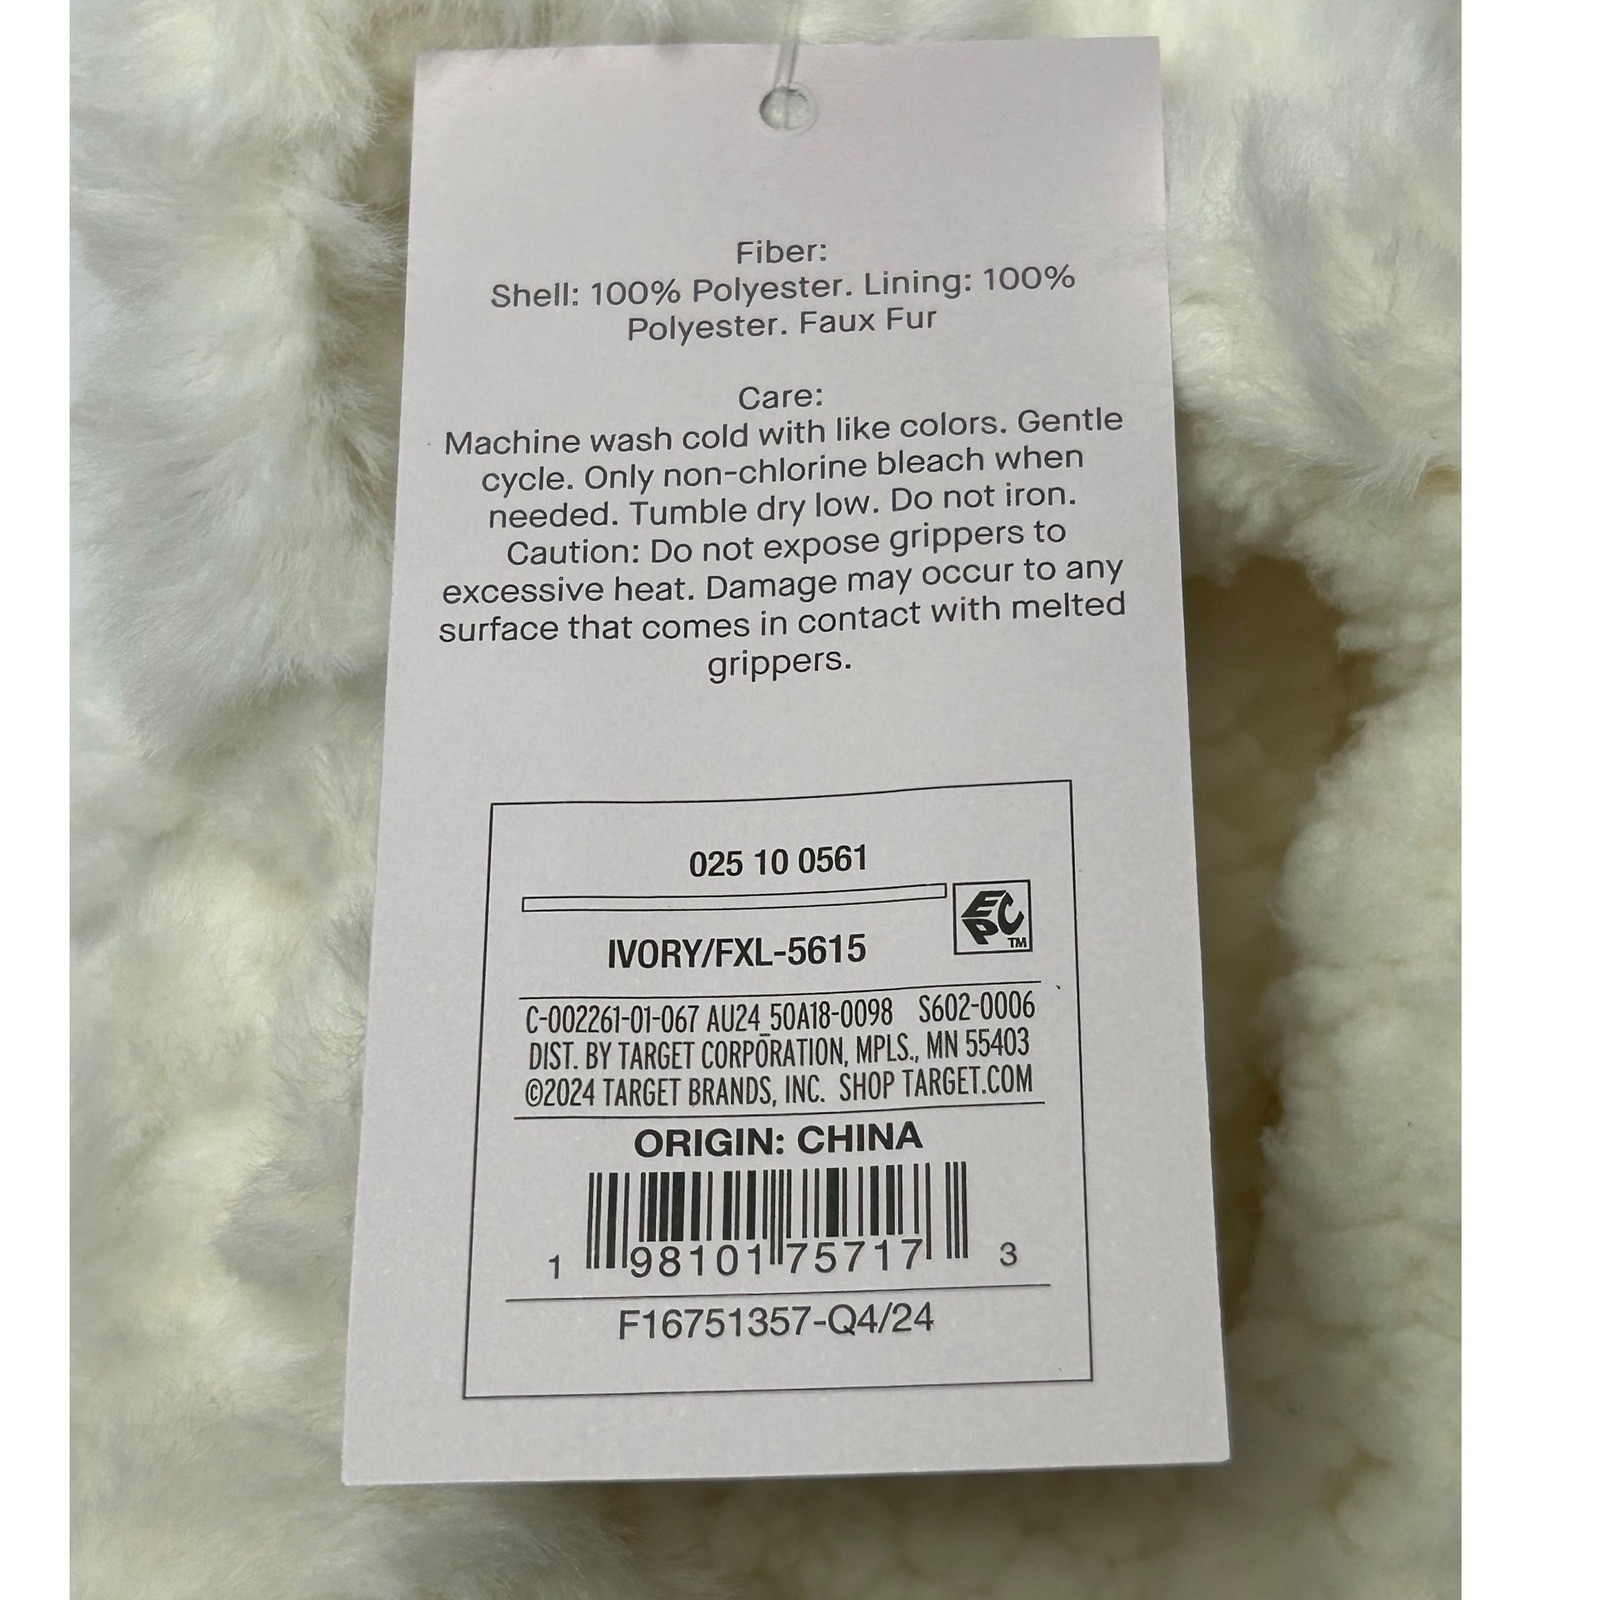 Fiber:
Shell: 100% Polyester. Lining: 100%
Polyester. Faux Fur
Care:
Machine wash cold with like colors. Gentle
cycle. Only non-chlorine bleach when
needed. Tumble dry low. Do not iron.
Caution: Do not expose grippers to
excessive heat. Damage may occur to any
surface that comes in contact with melted
grippers.
025 10 0561
EPC TM
IVORY/FXL-5615
C-002261-01-067 AU24_50A18-0098 S602-0006
DIST. BY TARGET CORPORATION, MPLS., MN 55403
©2024 TARGET BRANDS, INC. SHOP TARGET.COM
ORIGIN: CHINA
1 98101 75717 3
F16751357-Q4/24